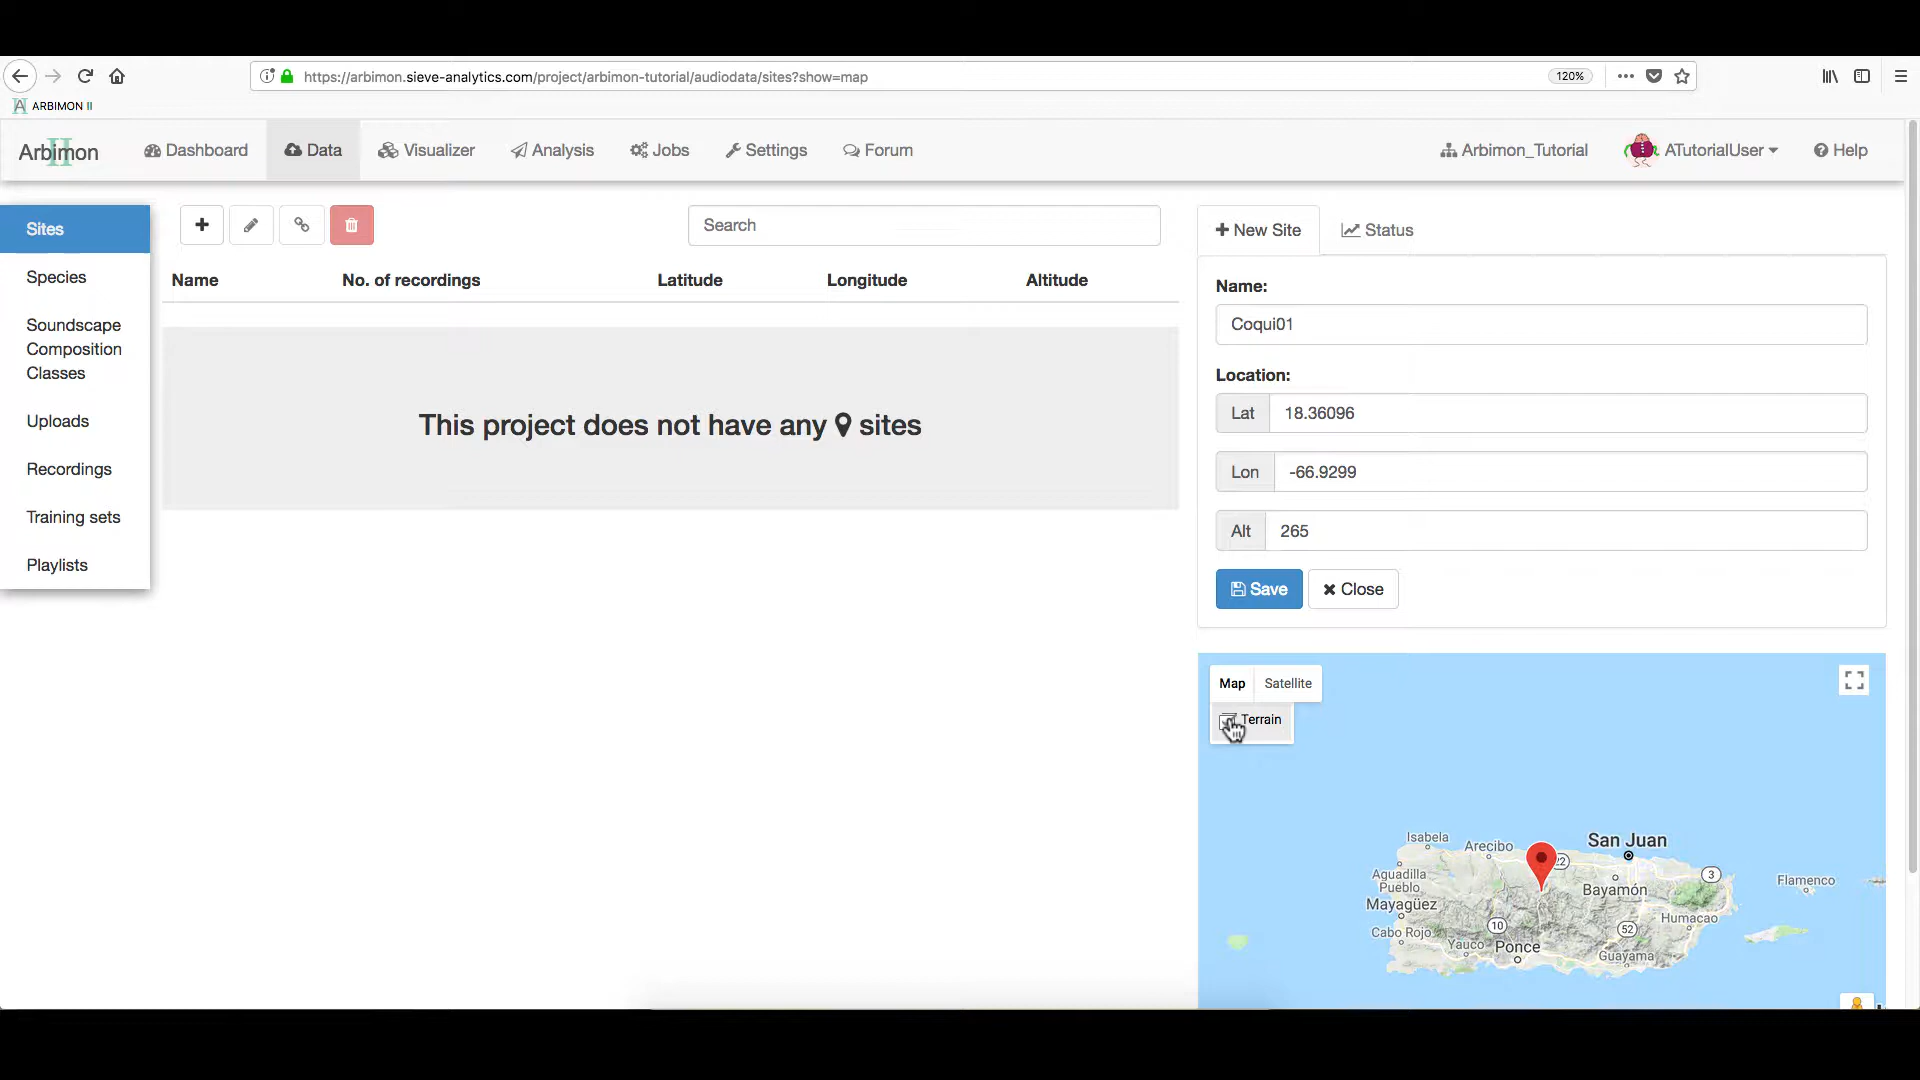 https://arbimon.sieve-analytics.com/project/arbimon-tutorial/audiodata/sites?show=map
120%
ARBIMON II
Arbimon
Dashboard
Data
Visualizer
Analysis
Jobs
Settings
Forum
Arbimon_Tutorial
ATutorialUser
Help
Sites
Species
Soundscape
Composition
Classes
Uploads
Recordings
Training sets
Playlists
Search
Name
No. of recordings
Latitude
Longitude
Altitude
This project does not have any sites
New Site
Status
Name:
Coqui01
Location:
Lat
18.36096
Lon
-66.9299
Alt
265
Save
Close
Map
Satellite
Terrain
San Juan
Isabela
Arecibo
22
Aguadilla
Pueblo
Bayamón
3
Flamenco
Mayagüez
Humacao
Cabo Rojo
10
52
Yauco
Ponce
Guayama